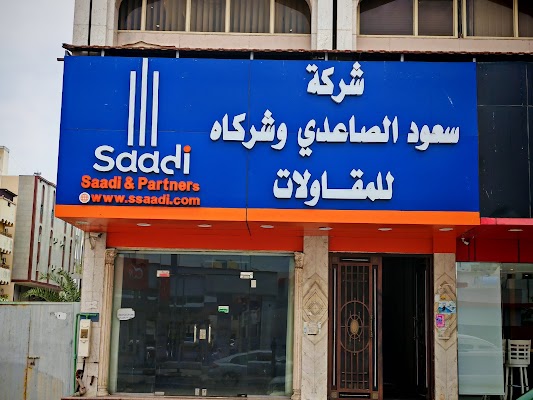 شركة
سعود الصاعدي وشركاه
للمقاولات
Saadi
Saadi & Partners
www.ssaadi.com